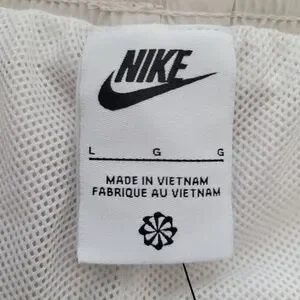 NIKE
L G G
MADE IN VIETNAM
FABRIQUE AU VIETNAM